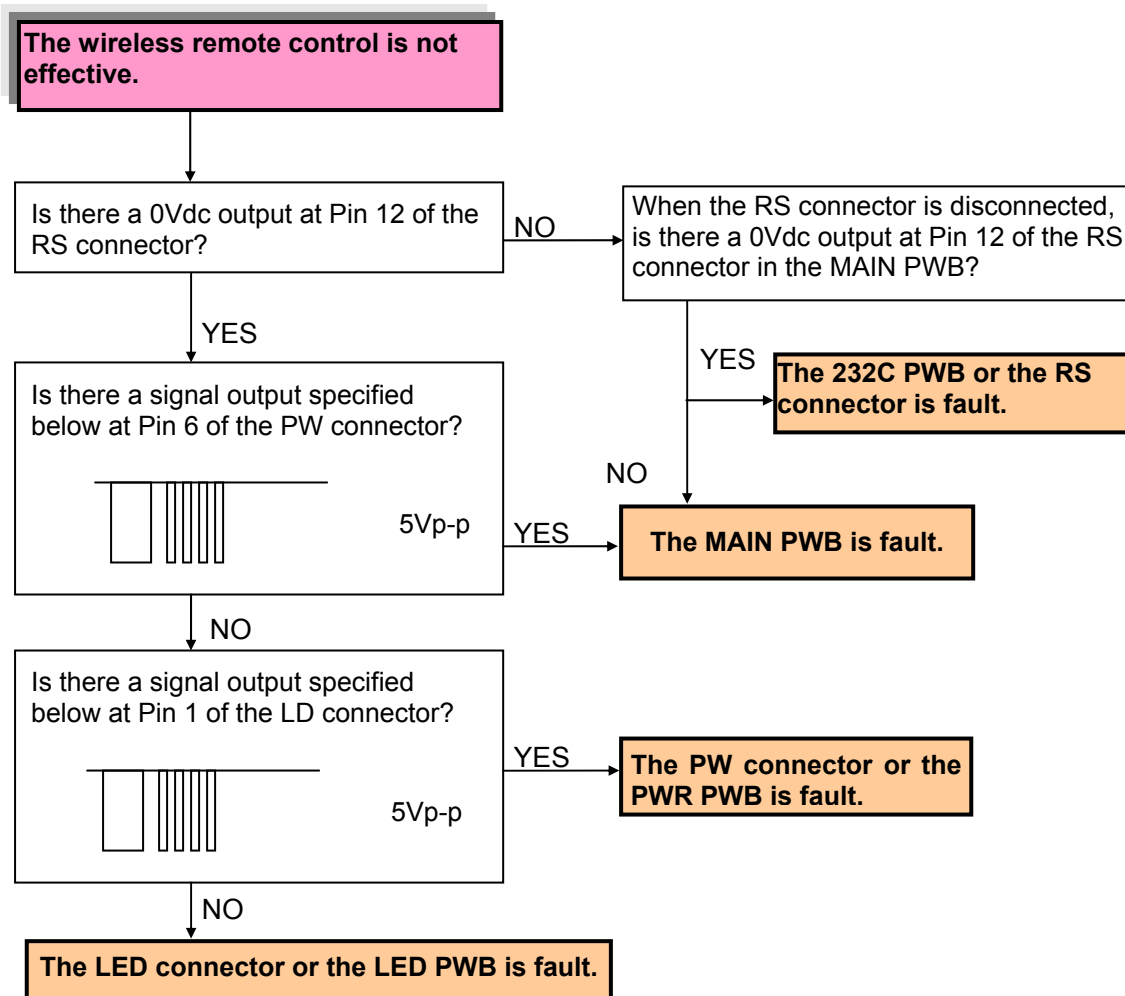 The wireless remote control is not
effective.
Is there a 0Vdc output at Pin 12 of the
RS connector?
NO
When the RS connector is disconnected,
is there a 0Vdc output at Pin 12 of the RS
connector in the MAIN PWB?
YES
YES
The 232C PWB or the RS
connector is fault.
Is there a signal output specified
below at Pin 6 of the PW connector?
5Vp-p
YES
NO
The MAIN PWB is fault.
NO
Is there a signal output specified
below at Pin 1 of the LD connector?
5Vp-p
YES
The PW connector or the
PWR PWB is fault.
NO
The LED connector or the LED PWB is fault.